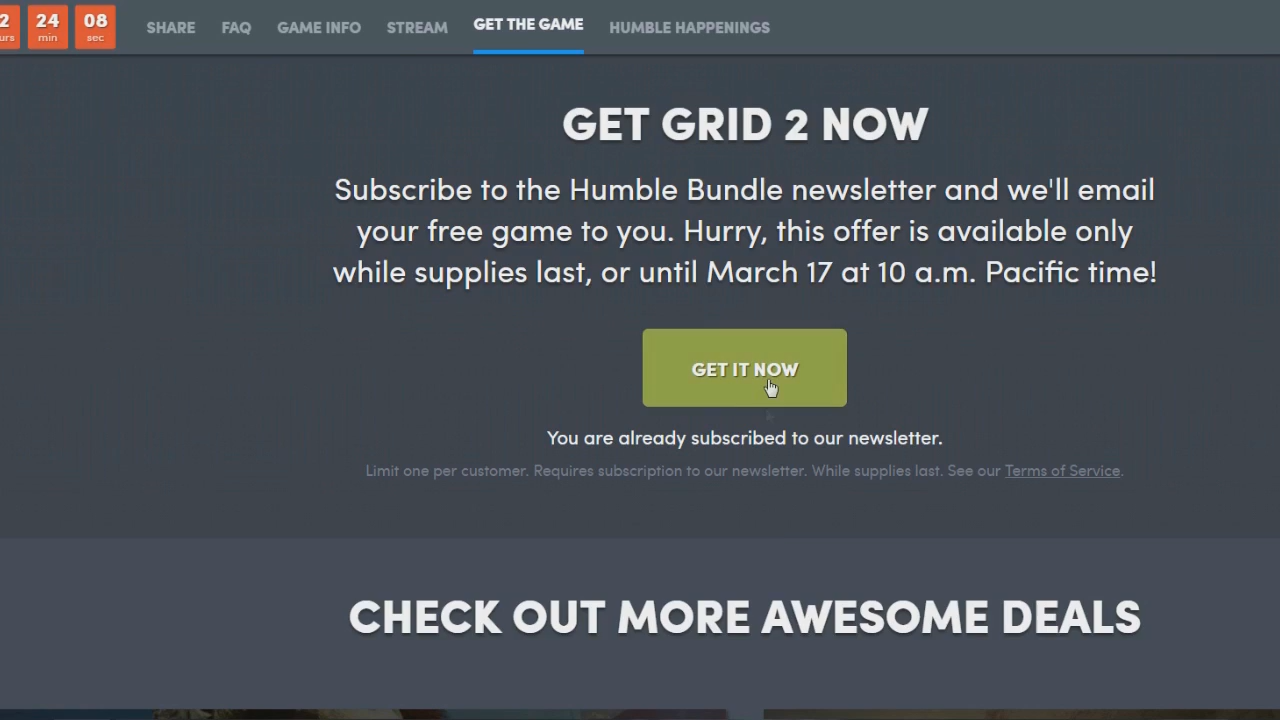 2 24 08
urs min sec
SHARE FAQ GAME INFO STREAM GET THE GAME HUMBLE HAPPENINGS
GET GRID 2 NOW
Subscribe to the Humble Bundle newsletter and we'll email
your free game to you. Hurry, this offer is available only
while supplies last, or until March 17 at 10 a.m. Pacific time!
GET IT NOW
You are already subscribed to our newsletter.
Limit one per customer. Requires subscription to our newsletter. While supplies last. See our Terms of Service.
CHECK OUT MORE AWESOME DEALS